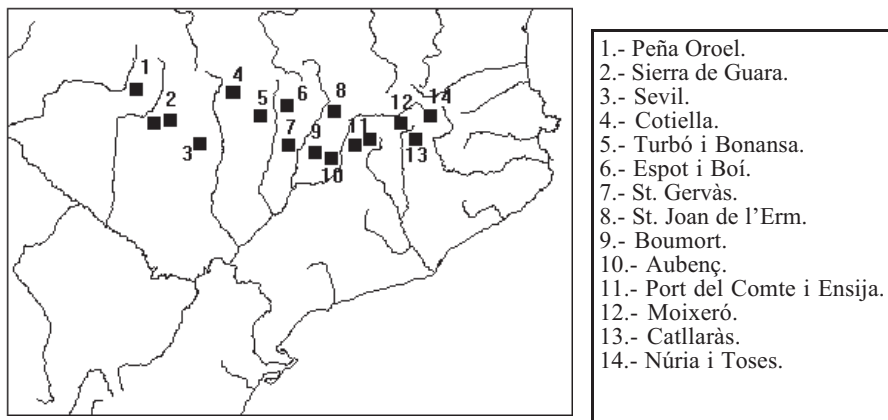 1
2
3
4
5
6
7
8
9
10
11
12
13
14
1.- Peña Oroel.
2.- Sierra de Guara.
3.- Sevil.
4.- Cotiella.
5.- Turbó i Bonansa.
6.- Espot i Boí.
7.- St. Gervàs.
8.- St. Joan de l'Erm.
9.- Boumort.
10.- Aubenç.
11.- Port del Comte i Ensija.
12.- Moixeró.
13.- Catllaràs.
14.- Núria i Toses.